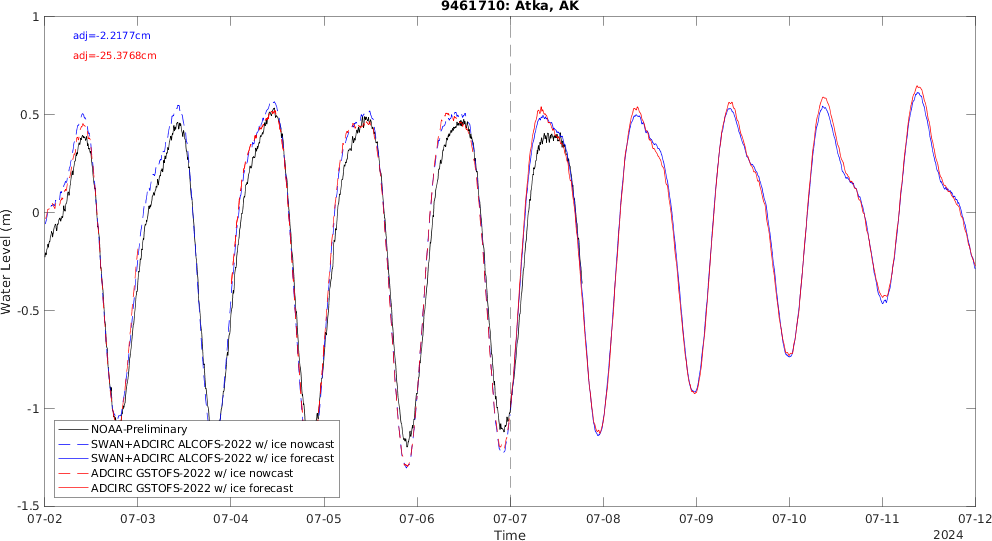 9461710: Atka, AK
adj=-2.2177cm
adj=-25.3768cm
1
0.5
0
-0.5
-1
-1.5
Water Level (m)
NOAA-Preliminary
SWAN+ADCIRC ALCOFS-2022 w/ ice nowcast
SWAN+ADCIRC ALCOFS-2022 w/ ice forecast
ADCIRC GSTOFS-2022 w/ ice nowcast
ADCIRC GSTOFS-2022 w/ ice forecast
07-02 07-03 07-04 07-05 07-06 07-07 07-08 07-09 07-10 07-11 07-12
Time
2024